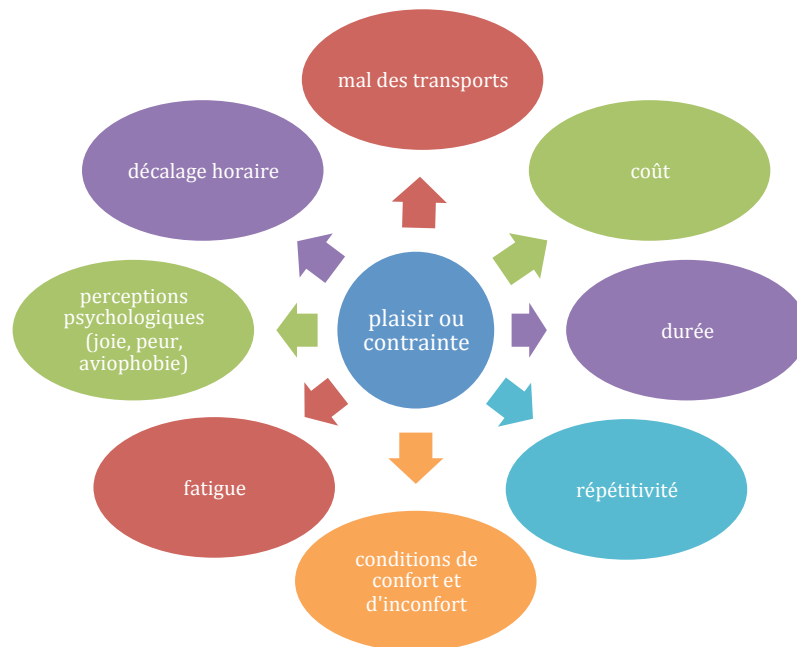 mal des transports
décalage horaire
coût
perceptions
psychologiques
(joie, peur,
aviophobie)
plaisir ou
contrainte
durée
fatigue
répétitivité
conditions de
confort et
d'inconfort